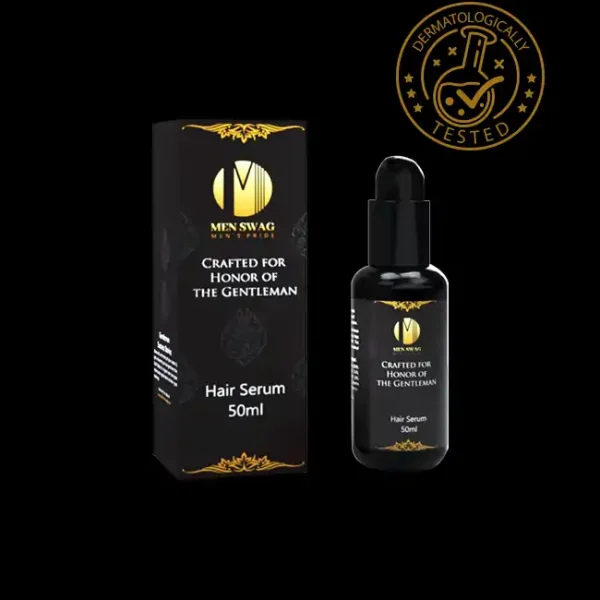 DERMATOLOGICALLY
TESTED
MEN SWAG
MEN'S PRIDE
CRAFTED FOR
HONOR OF
THE GENTLEMAN
Hair Serum
50ml
MEN SWAG
CRAFTED FOR
HONOR OF
THE GENTLEMAN
Hair Serum
50ml